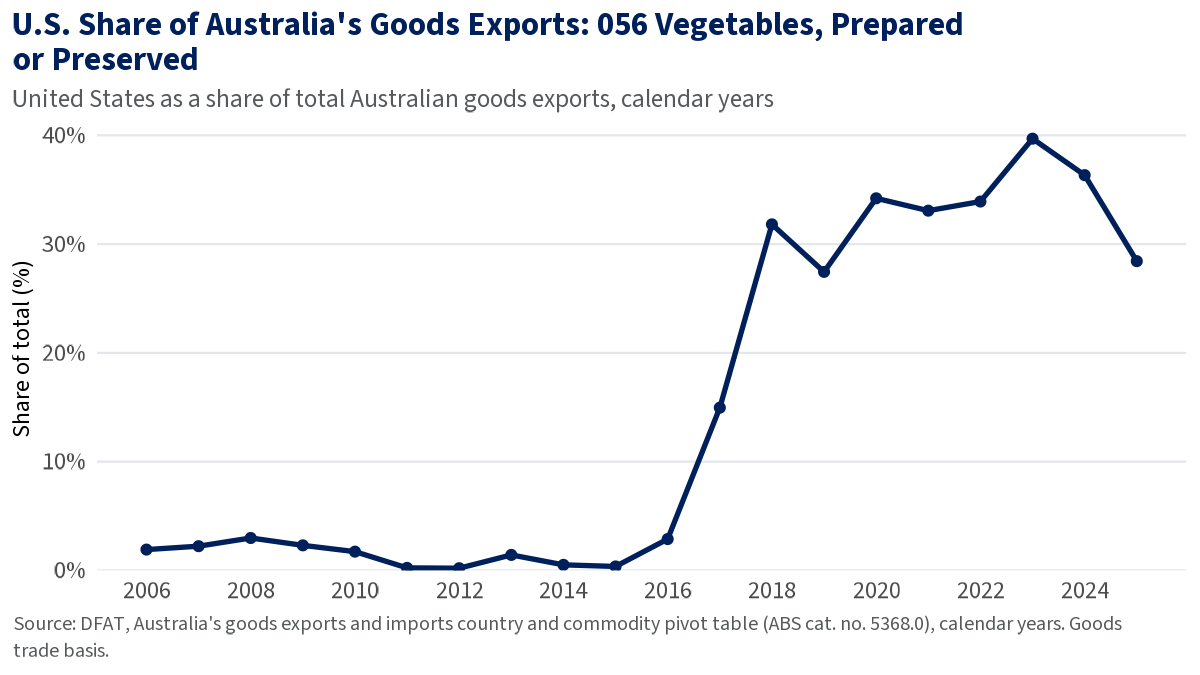 U.S. Share of Australia's Goods Exports: 056 Vegetables, Prepared
or Preserved
United States as a share of total Australian goods exports, calendar years
40%
30%
20%
10%
0%
Share of total (%)
2006 2008 2010 2012 2014 2016 2018 2020 2022 2024
Source: DFAT, Australia's goods exports and imports country and commodity pivot table (ABS cat. no. 5368.0), calendar years. Goods
trade basis.